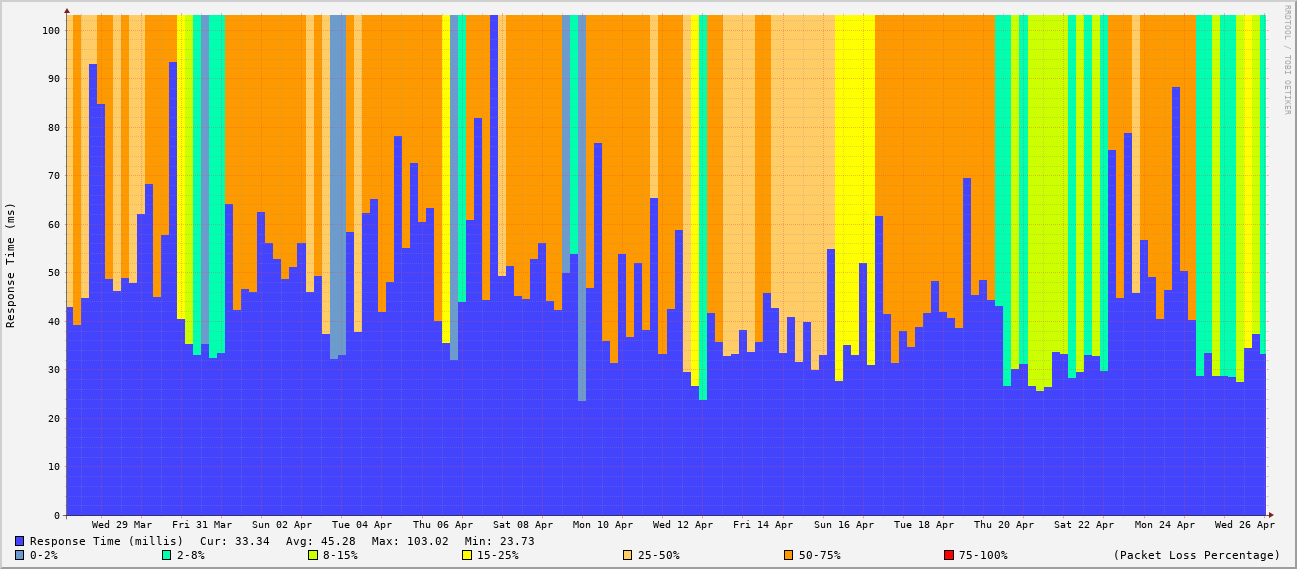 RRDTOOL / TOBI OETIKER
Response Time (ms)
100
90
80
70
60
50
40
30
20
10
0
Wed 29 Mar Fri 31 Mar Sun 02 Apr Tue 04 Apr Thu 06 Apr Sat 08 Apr Mon 10 Apr Wed 12 Apr Fri 14 Apr Sun 16 Apr Tue 18 Apr Thu 20 Apr Sat 22 Apr Mon 24 Apr Wed 26 Apr
Response Time (millis) Cur: 33.34 Avg: 45.28 Max: 103.02 Min: 23.73
0-2% 2-8% 8-15% 15-25% 25-50% 50-75% 75-100% (Packet Loss Percentage)